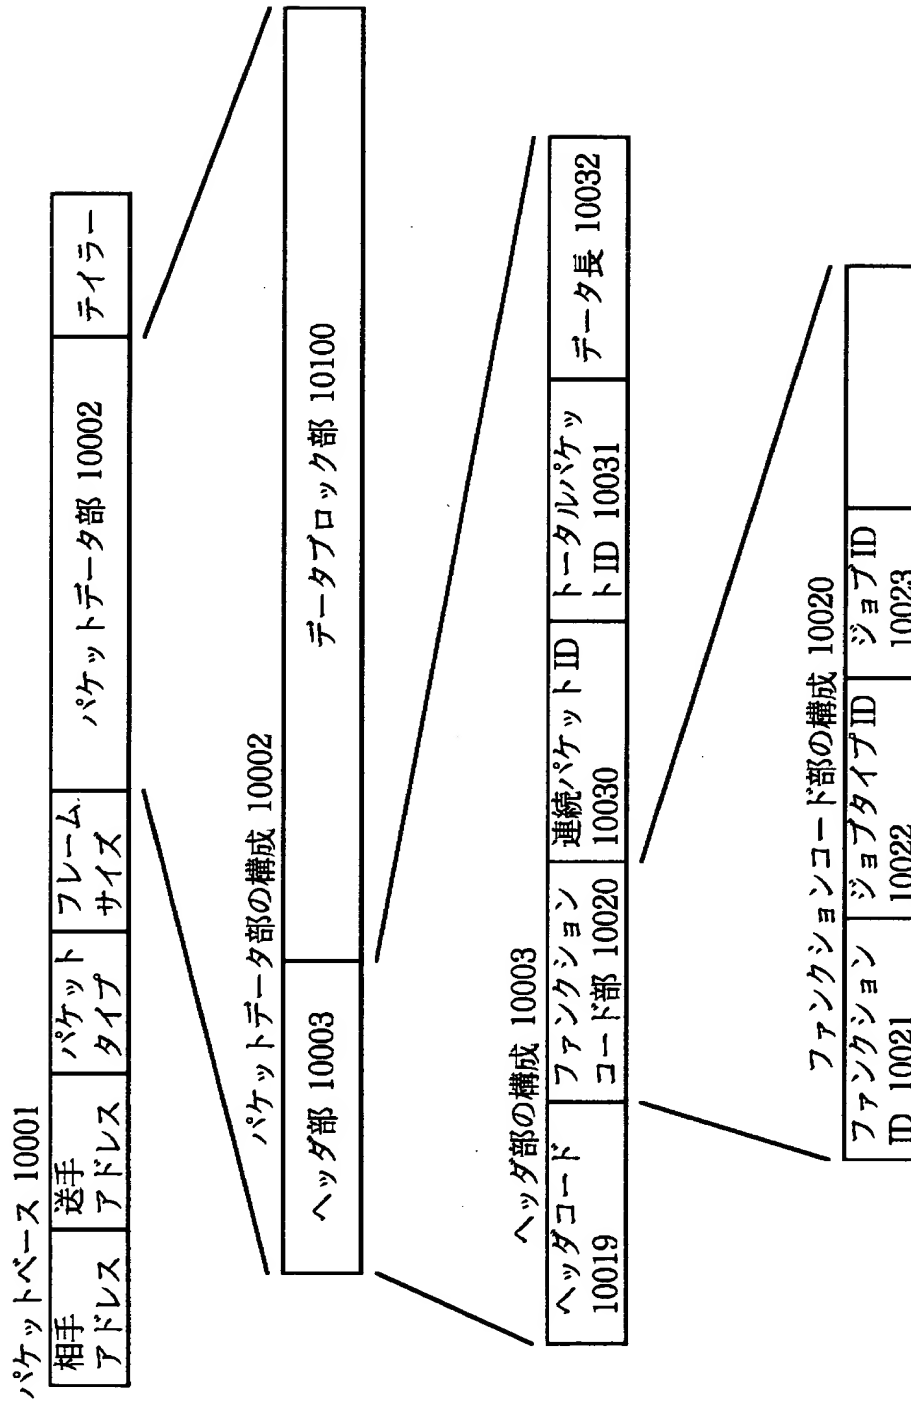 パケットベース 10001
相手
アドレス
送手
アドレス
パケット
タイプ
フレーム
サイズ
パケットデータ部 10002
テイラー
パケットデータ部の構成 10002
ヘッダ部 10003
データブロック部 10100
ヘッダ部の構成 10003
ヘッダコード
10019
ファンクション
コード部 10020
連続パケットID
10030
トータルパケッ
トID 10031
データ長 10032
ファンクションコード部の構成 10020
ファンクション
ID 10021
ジョブタイプID
10022
ジョブID
10023